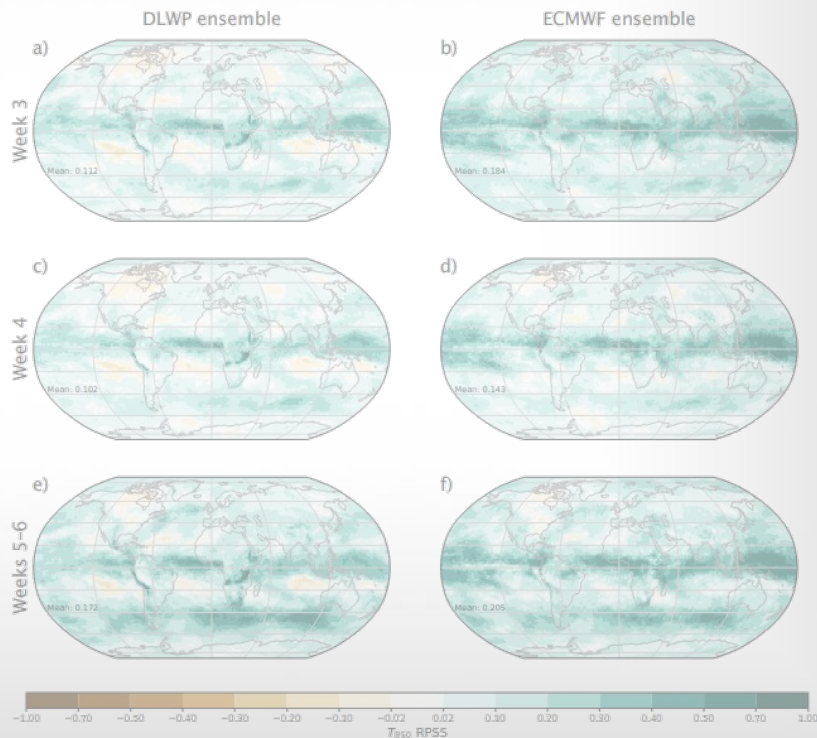 DLWP ensemble
ECMWF ensemble
a)
b)
Week 3
Mean: 0.112
Mean: 0.184
c)
d)
Week 4
Mean: 0.102
Mean: 0.143
e)
f)
Weeks 5-6
Mean: 0.172
Mean: 0.205
−1.00 −0.70 −0.50 −0.40 −0.30 −0.20 −0.10 −0.02 0.02 0.10 0.20 0.30 0.40 0.50 0.70 1.00
T850 RPSS